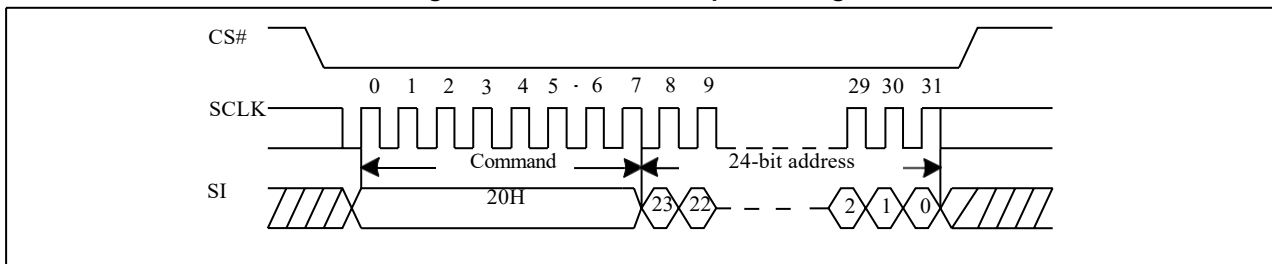 CS#
0 1 2 3 4 5 - 6 7 8 9 29 30 31
SCLK
Command 24-bit address
SI
20H 23 22 2 1 0